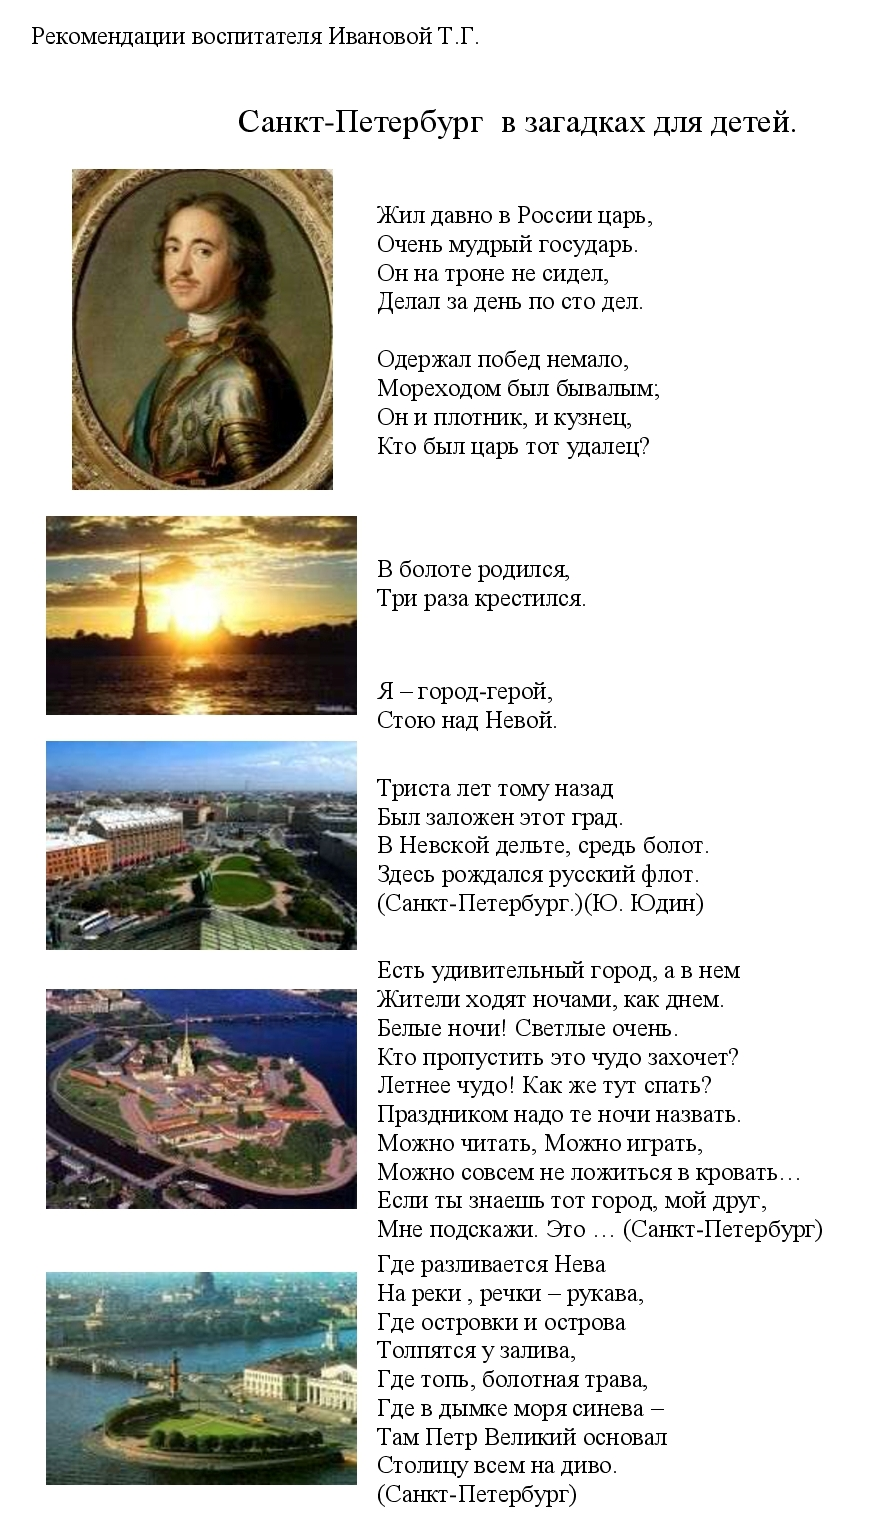 Рекомендации воспитателя Ивановой Т.Г.
Санкт-Петербург  в загадках для детей.
Жил давно в России царь,
Очень мудрый государь.
Он на троне не сидел,
Делал за день по сто дел.
Одержал побед немало,
Мореходом был бывалым;
Он и плотник, и кузнец,
Кто был царь тот удалец?
В болоте родился,
Три раза крестился.
Я – город-герой,
Стою над Невой.
Триста лет тому назад
Был заложен этот град.
В Невской дельте, средь болот.
Здесь рождался русский флот.
(Санкт-Петербург.)(Ю. Юдин)
Есть удивительный город, а в нем
Жители ходят ночами, как днем.
Белые ночи! Светлые очень.
Кто пропустить это чудо захочет?
Летнее чудо! Как же тут спать?
Праздником надо те ночи назвать.
Можно читать, Можно играть,
Можно совсем не ложиться в кровать…
Если ты знаешь тот город, мой друг,
Мне подскажи. Это … (Санкт-Петербург)
Где разливается Нева
На реки , речки – рукава,
Где островки и острова
Толпятся у залива,
Где топь, болотная трава,
Где в дымке моря синева –
Там Петр Великий основал
Столицу всем на диво.
(Санкт-Петербург)